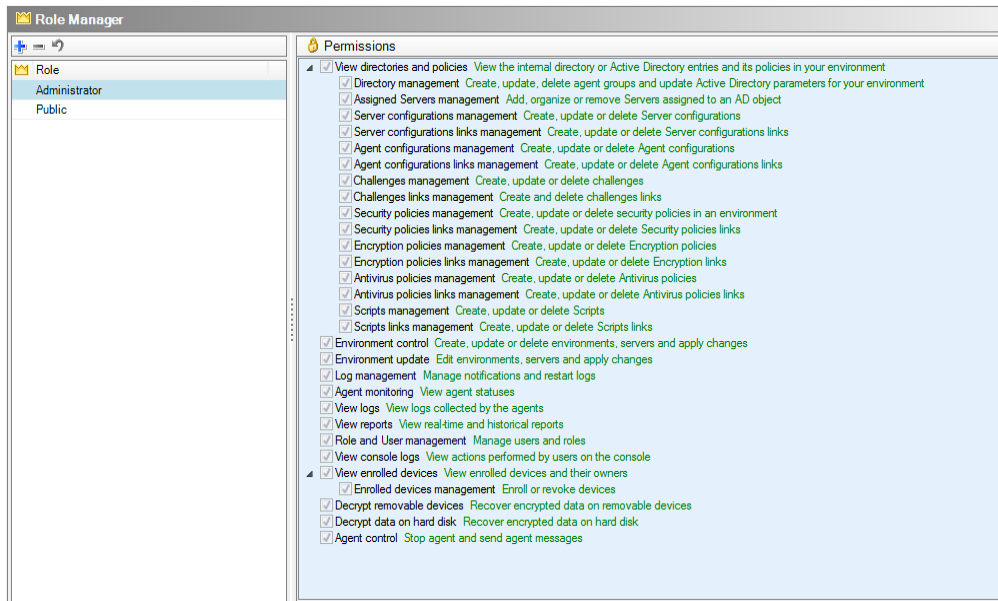 Role Manager
Role
Administrator
Public
Permissions
View directories and policies View the internal directory or Active Directory entries and its policies in your environment
Directory management Create, update, delete agent groups and update Active Directory parameters for your environment
Assigned Servers management Add, organize or remove Servers assigned to an AD object
Server configurations management Create, update or delete Server configurations
Server configurations links management Create, update or delete Server configurations links
Agent configurations management Create, update or delete Agent configurations
Agent configurations links management Create, update or delete Agent configurations links
Challenges management Create, update or delete challenges
Challenges links management Create and delete challenges links
Security policies management Create, update or delete security policies in an environment
Security policies links management Create, update or delete Security policies links
Encryption policies management Create, update or delete Encryption policies
Encryption policies links management Create, update or delete Encryption links
Antivirus policies management Create, update or delete Antivirus policies
Antivirus policies links management Create, update or delete Antivirus policies links
Scripts management Create, update or delete Scripts
Scripts links management Create, update or delete Scripts links
Environment control Create, update or delete environments, servers and apply changes
Environment update Edit environments, servers and apply changes
Log management Manage notifications and restart logs
Agent monitoring View agent statuses
View logs View logs collected by the agents
View reports View real-time and historical reports
Role and User management Manage users and roles
View console logs View actions performed by users on the console
View enrolled devices View enrolled devices and their owners
Enrolled devices management Enroll or revoke devices
Decrypt removable devices Recover encrypted data on removable devices
Decrypt data on hard disk Recover encrypted data on hard disk
Agent control Stop agent and send agent messages